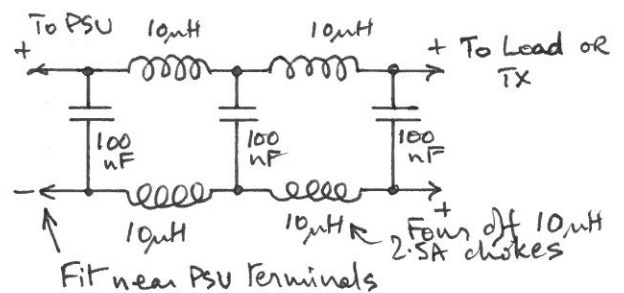 To PSU
10μH
10μH
+
+ To Load or
TX
100
nF
100
nF
100
nF
-
+
10μH
10μH
Four off 10μH
2.5A chokes
Fit near PSU terminals